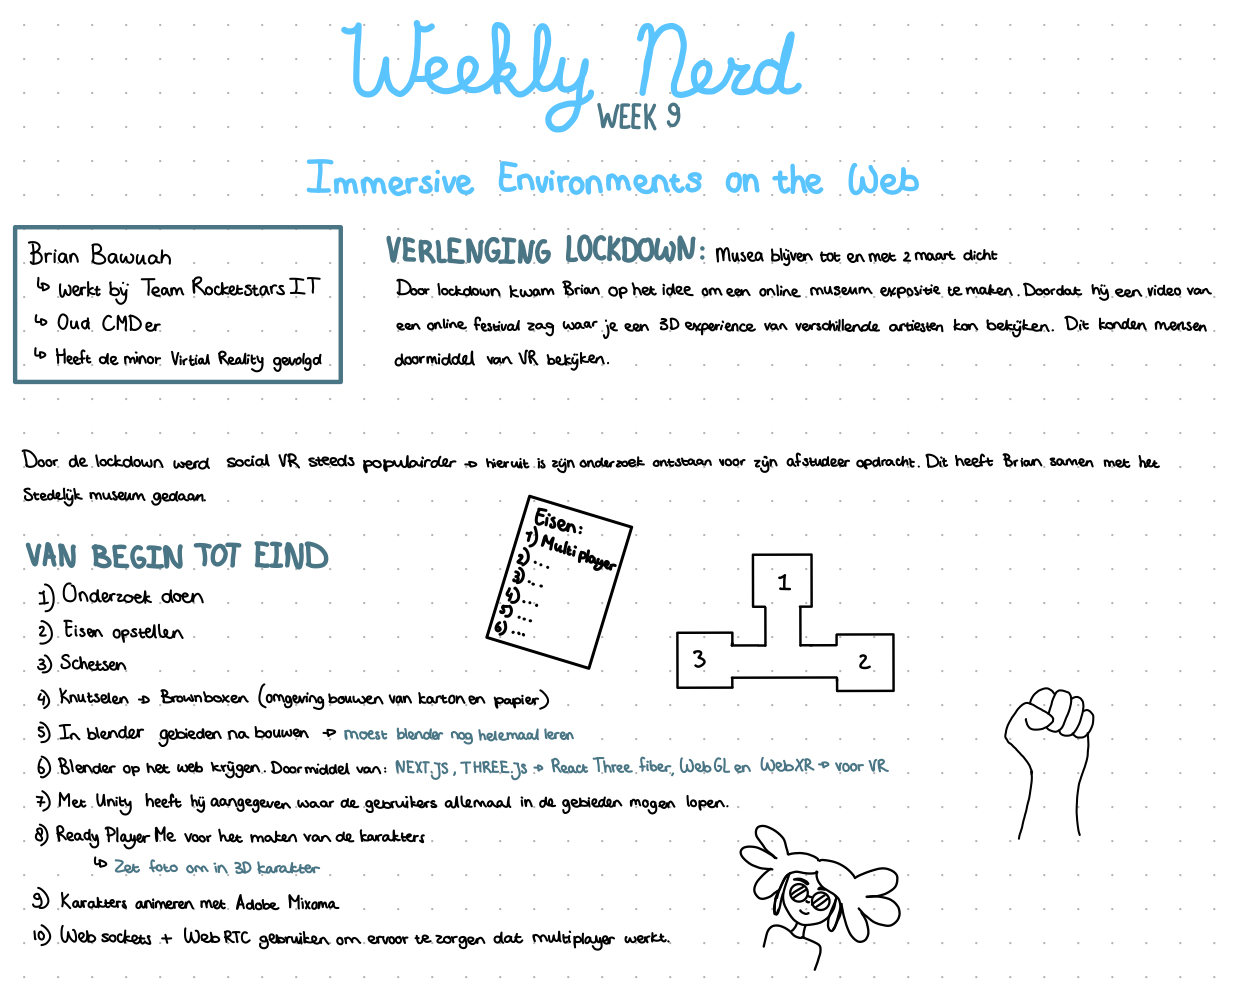 Weekly Nerd
WEEK 9
Immersive Environments on the Web
Brian Bawuah
↳ Werkt bij Team Rocketstars IT
↳ Oud CMDer
↳ Heeft de minor Virtial Reality gevolgd
VERLENGING LOCKDOWN: Musea blijven tot en met 2 maart dicht
Door lockdown kwam Brian op het idee om een online museum expositie te maken. Doordat hij een video van
een online festival zag waar je een 3D experience van verschillende artiesten kon bekijken. Dit konden mensen
doormiddel van VR bekijken.
Door de lockdown werd social VR steeds populairder → hieruit is zijn onderzoek ontstaan voor zijn afstudeer opdracht. Dit heeft Brian samen met het
Stedelijk museum gedaan.
VAN BEGIN TOT EIND
1) Onderzoek doen
2) Eisen opstellen
3) Schetsen
4) Knutselen → Brownboxen (omgeving bouwen van karton en papier)
5) In blender gebieden na bouwen → moest blender nog helemaal leren
6) Blender op het web krijgen. Doormiddel van: NEXT.JS, THREE.js → React Three fiber, WebGL en WebXR → voor VR
7) Met Unity heeft hij aangegeven waar de gebruikers allemaal in de gebieden mogen lopen.
8) Ready Player Me voor het maken van de karakters
↳ Zet foto om in 3D karakter
9) Karakters animeren met Adobe Mixama
10) Web sockets + WebRTC gebruiken om ervoor te zorgen dat multiplayer werkt.
Eisen:
1) Multiplayer
2) ...
3) ...
4) ...
5) ...
6) ...
1
3
2